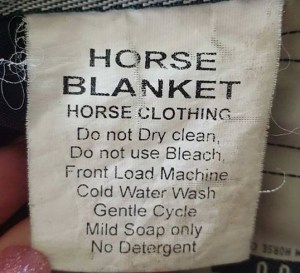 HORSE
BLANKET
HORSE CLOTHING
Do not Dry clean,
Do not use Bleach,
Front Load Machine
Cold Water Wash
Gentle Cycle
Mild Soap only
No Detergent